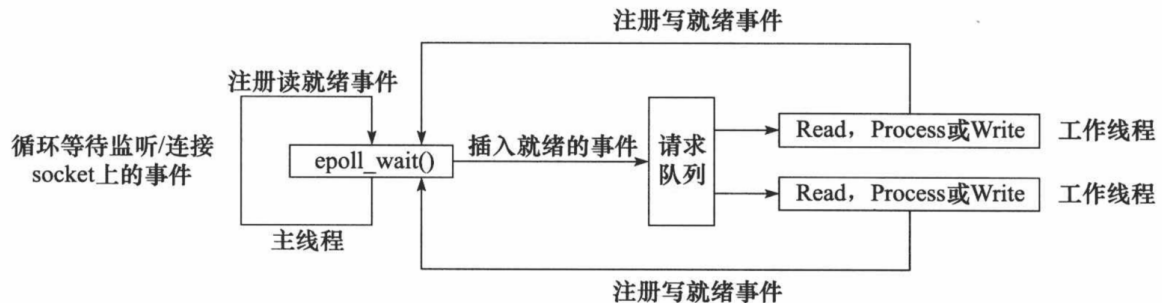 注册写就绪事件
注册读就绪事件
循环等待监听/连接
socket上的事件
epoll_wait()
插入就绪的事件
请求
队列
Read，Process或Write
工作线程
Read，Process或Write
工作线程
主线程
注册写就绪事件